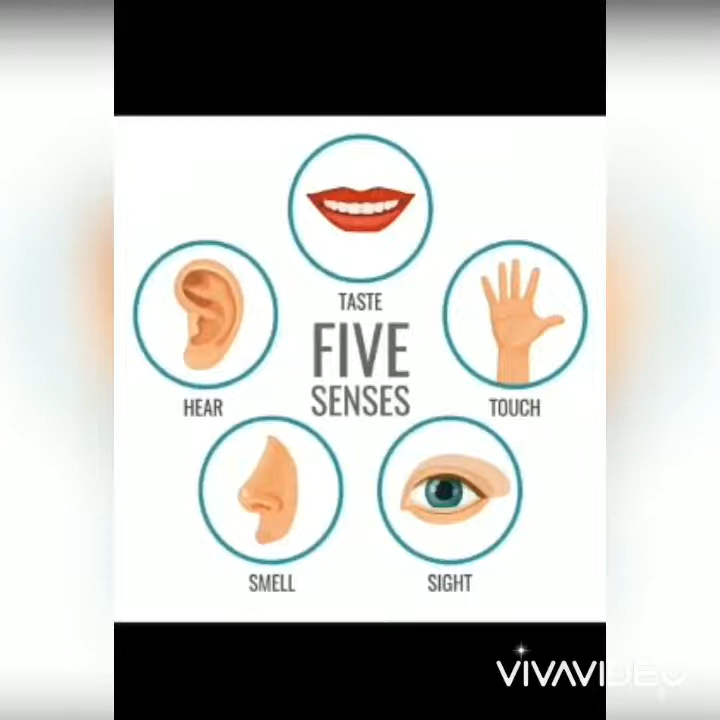 TASTE
FIVE
SENSES
HEAR
TOUCH
SMELL
SIGHT
VIVAVIDEO